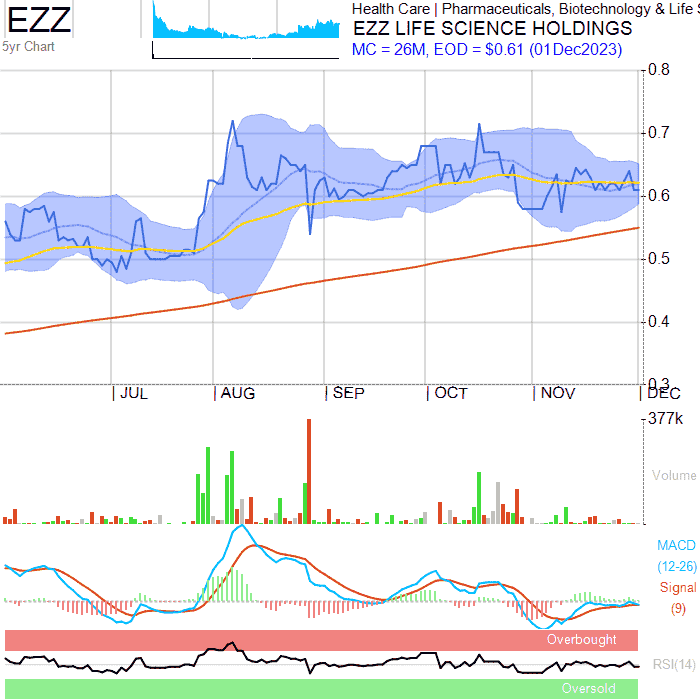 EZZ
5yr Chart
Health Care | Pharmaceuticals, Biotechnology & Life S
EZZ LIFE SCIENCE HOLDINGS
MC = 26M, EOD = $0.61 (01Dec2023)
0.8
0.7
0.6
0.5
0.4
0.3
JUL
AUG
SEP
OCT
NOV
DEC
377k
Volume
MACD
(12-26)
Signal
(9)
Overbought
RSI(14)
Oversold